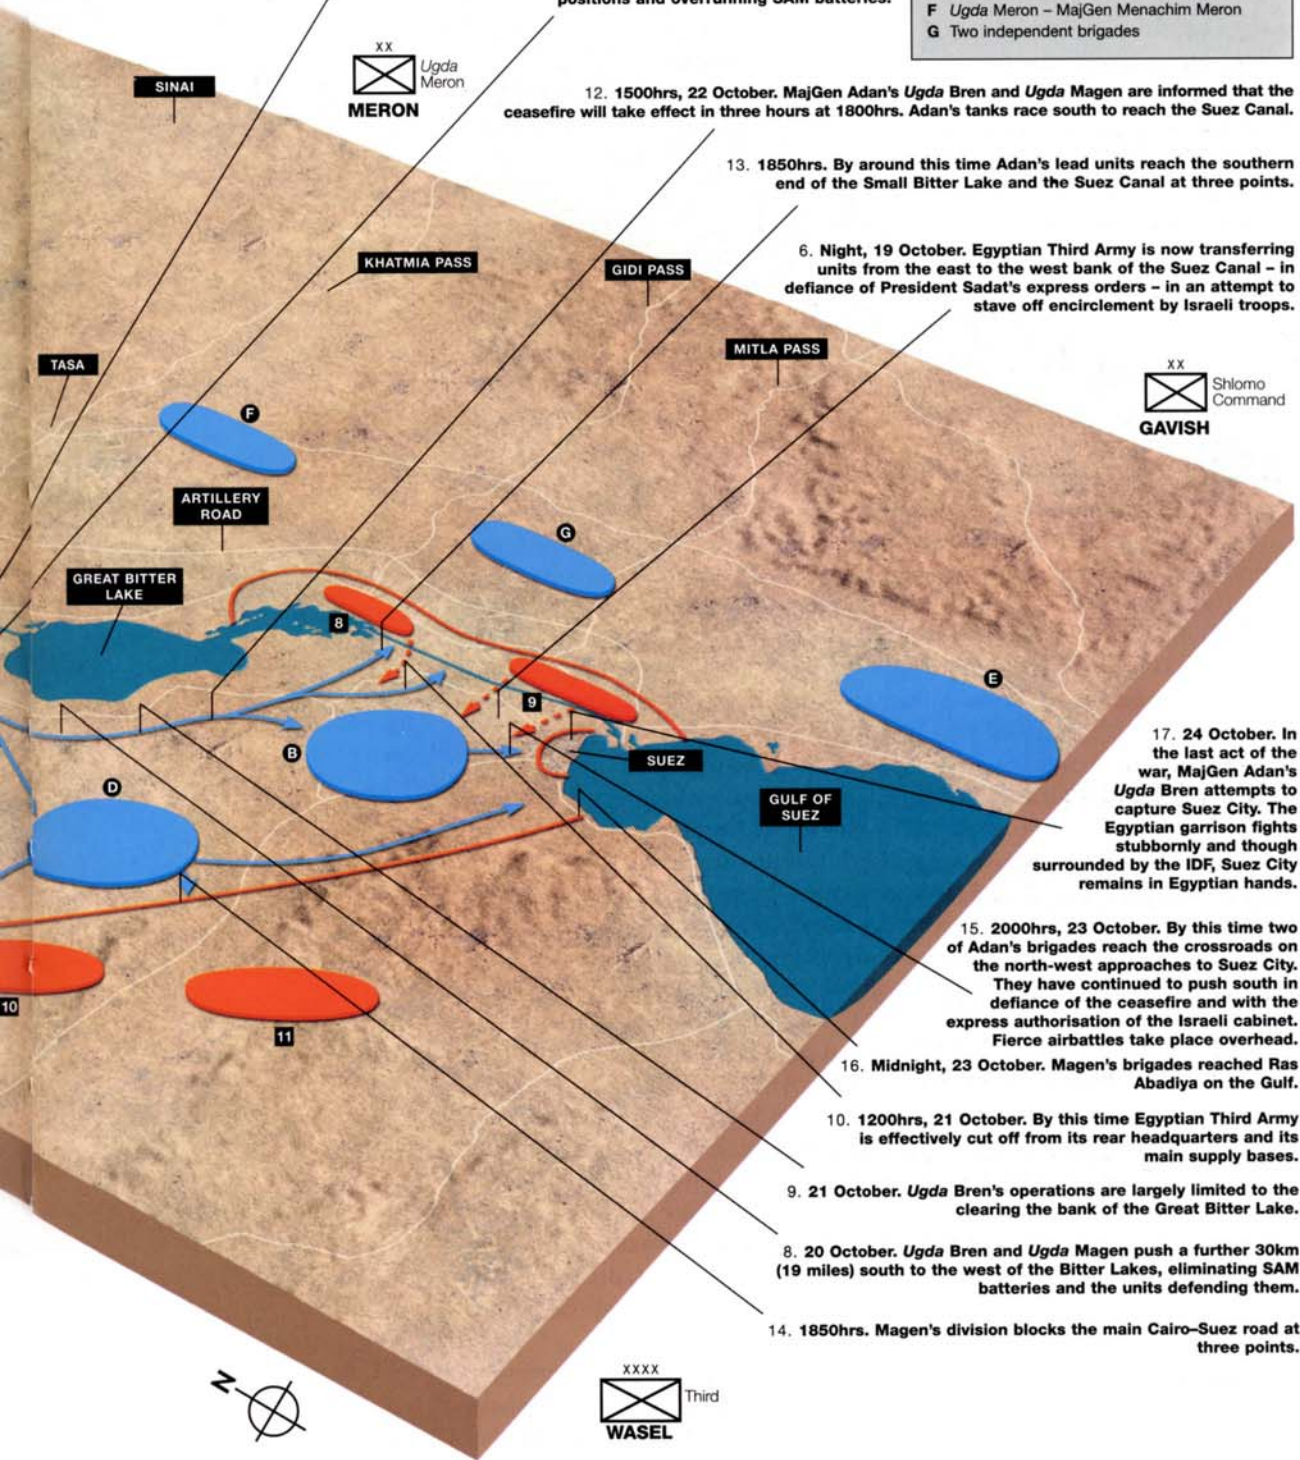 positions and overrunning SAM batteries.
F Ugda Meron – MajGen Menachim Meron
G Two independent brigades
XX
Ugda
Meron
MERON
SINAI
12. 1500hrs, 22 October. MajGen Adan's Ugda Bren and Ugda Magen are informed that the
ceasefire will take effect in three hours at 1800hrs. Adan's tanks race south to reach the Suez Canal.
13. 1850hrs. By around this time Adan's lead units reach the southern
end of the Small Bitter Lake and the Suez Canal at three points.
6. Night, 19 October. Egyptian Third Army is now transferring
units from the east to the west bank of the Suez Canal – in
defiance of President Sadat's express orders – in an attempt to
stave off encirclement by Israeli troops.
KHATMIA PASS
GIDI PASS
MITLA PASS
TASA
XX
Shlomo
Command
GAVISH
F
ARTILLERY
ROAD
G
GREAT BITTER
LAKE
8
9
E
B
SUEZ
D
GULF OF
SUEZ
10
11
17. 24 October. In
the last act of the
war, MajGen Adan's
Ugda Bren attempts to
capture Suez City. The
Egyptian garrison fights
stubbornly and though
surrounded by the IDF, Suez City
remains in Egyptian hands.
15. 2000hrs, 23 October. By this time two
of Adan's brigades reach the crossroads on
the north-west approaches to Suez City.
They have continued to push south in
defiance of the ceasefire and with the
express authorisation of the Israeli cabinet.
Fierce airbattles take place overhead.
16. Midnight, 23 October. Magen's brigades reached Ras
Abadiya on the Gulf.
10. 1200hrs, 21 October. By this time Egyptian Third Army
is effectively cut off from its rear headquarters and its
main supply bases.
9. 21 October. Ugda Bren's operations are largely limited to the
clearing the bank of the Great Bitter Lake.
8. 20 October. Ugda Bren and Ugda Magen push a further 30km
(19 miles) south to the west of the Bitter Lakes, eliminating SAM
batteries and the units defending them.
14. 1850hrs. Magen's division blocks the main Cairo–Suez road at
three points.
N
XXXX
Third
WASEL